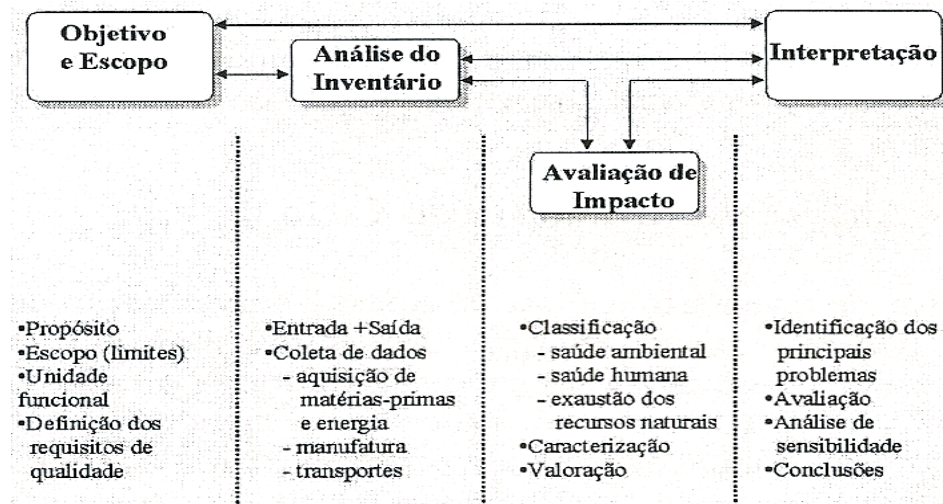 Objetivo
e Escopo
Análise do
Inventário
Interpretação
Avaliação de
Impacto
•Propósito
•Escopo (limites)
•Unidade
funcional
•Definição dos
requisitos de
qualidade
•Entrada +Saída
•Coleta de dados
- aquisição de
matérias-primas
e energia
- manufatura
- transportes
•Classificação
- saúde ambiental
- saúde humana
- exaustão dos
recursos naturais
•Caracterização
•Valoração
•Identificação dos
principais
problemas
•Avaliação
•Análise de
sensibilidade
•Conclusões